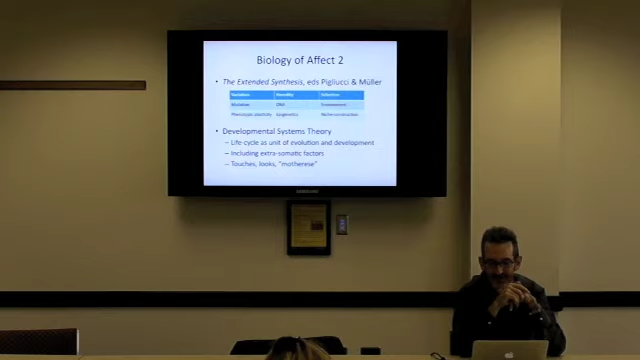 Biology of Affect 2
• The Extended Synthesis, eds Pigliucci & Müller
Variation Heredity Selection
Mutation DNA Environment
Phenotypic plasticity Epigenetics Niche-construction
• Developmental Systems Theory
– Life cycle as unit of evolution and development
– Including extra-somatic factors
– Touches, looks, "motherese"
SAMSUNG